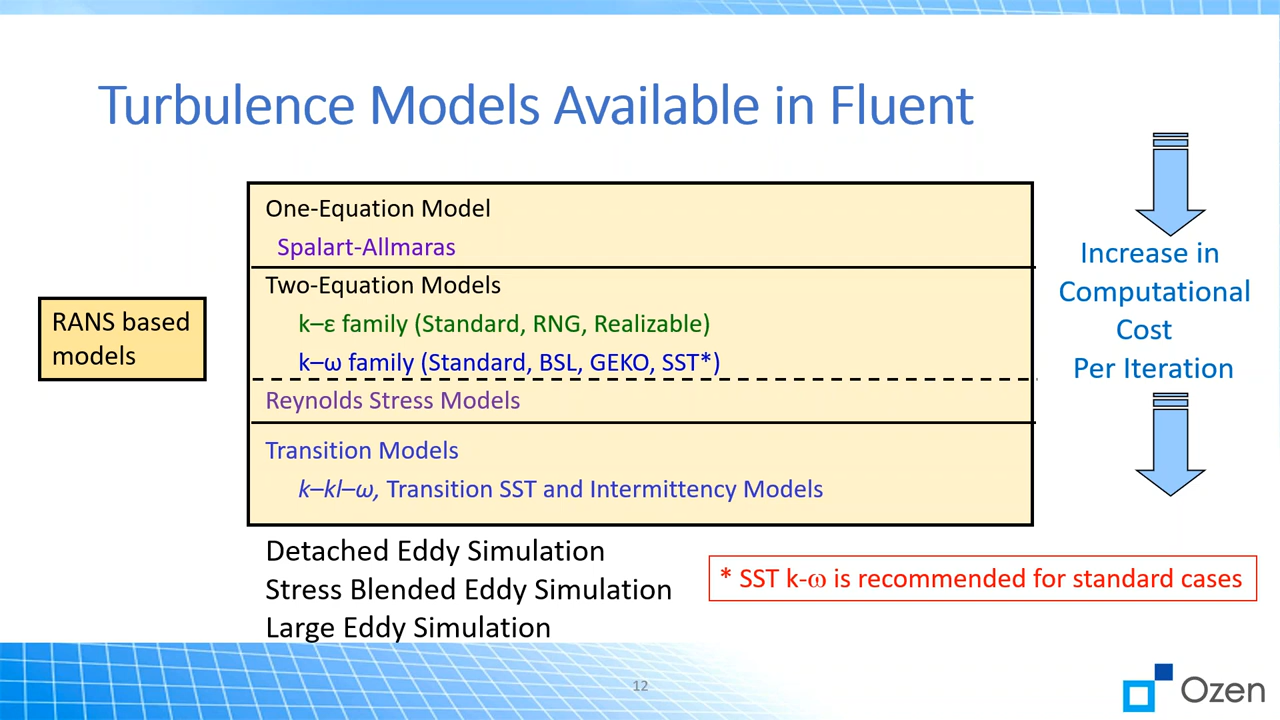 Turbulence Models Available in Fluent
One-Equation Model
Spalart-Allmaras
Two-Equation Models
k–ε family (Standard, RNG, Realizable)
k–ω family (Standard, BSL, GEKO, SST*)
Reynolds Stress Models
Transition Models
k–kl–ω, Transition SST and Intermittency Models
RANS based
models
Increase in
Computational
Cost
Per Iteration
Detached Eddy Simulation
Stress Blended Eddy Simulation
Large Eddy Simulation
* SST k-ω is recommended for standard cases
12
Ozen